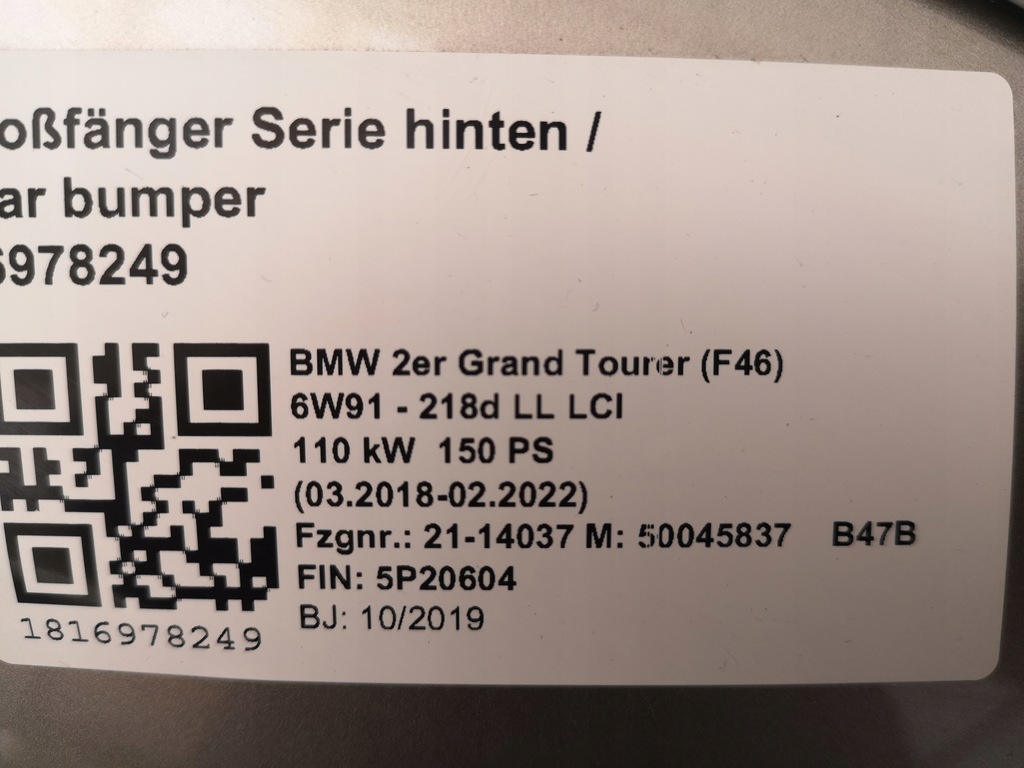 oßfänger Serie hinten /
ar bumper
6978249
BMW 2er Grand Tourer (F46)
6W91 - 218d LL LCI
110 kW 150 PS
(03.2018-02.2022)
Fzgnr.: 21-14037 M: 50045837 B47B
FIN: 5P20604
BJ: 10/2019
1816978249